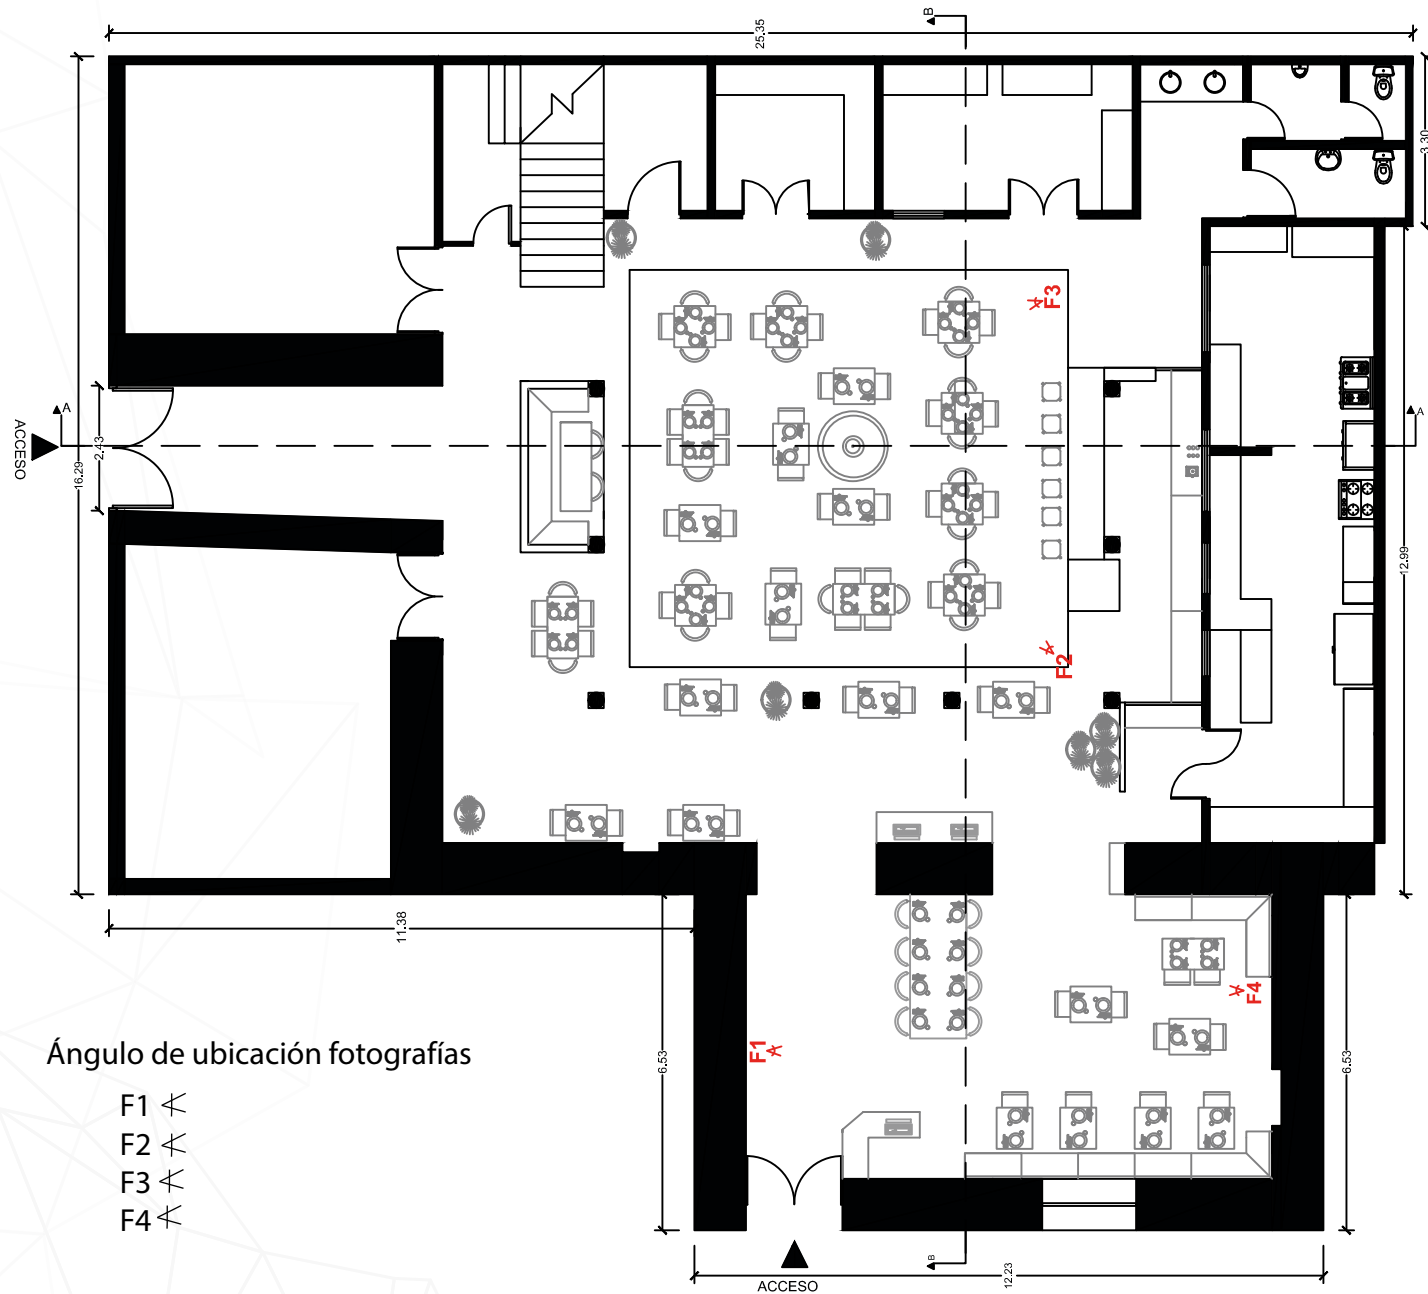 B
25.35
3.30
F3
A
A
ACCESO
2.43
16.29
12.99
F2
11.38
F4
F1
6.53
6.53
Ángulo de ubicación fotografías
F1
F2
F3
F4
B
12.23
ACCESO